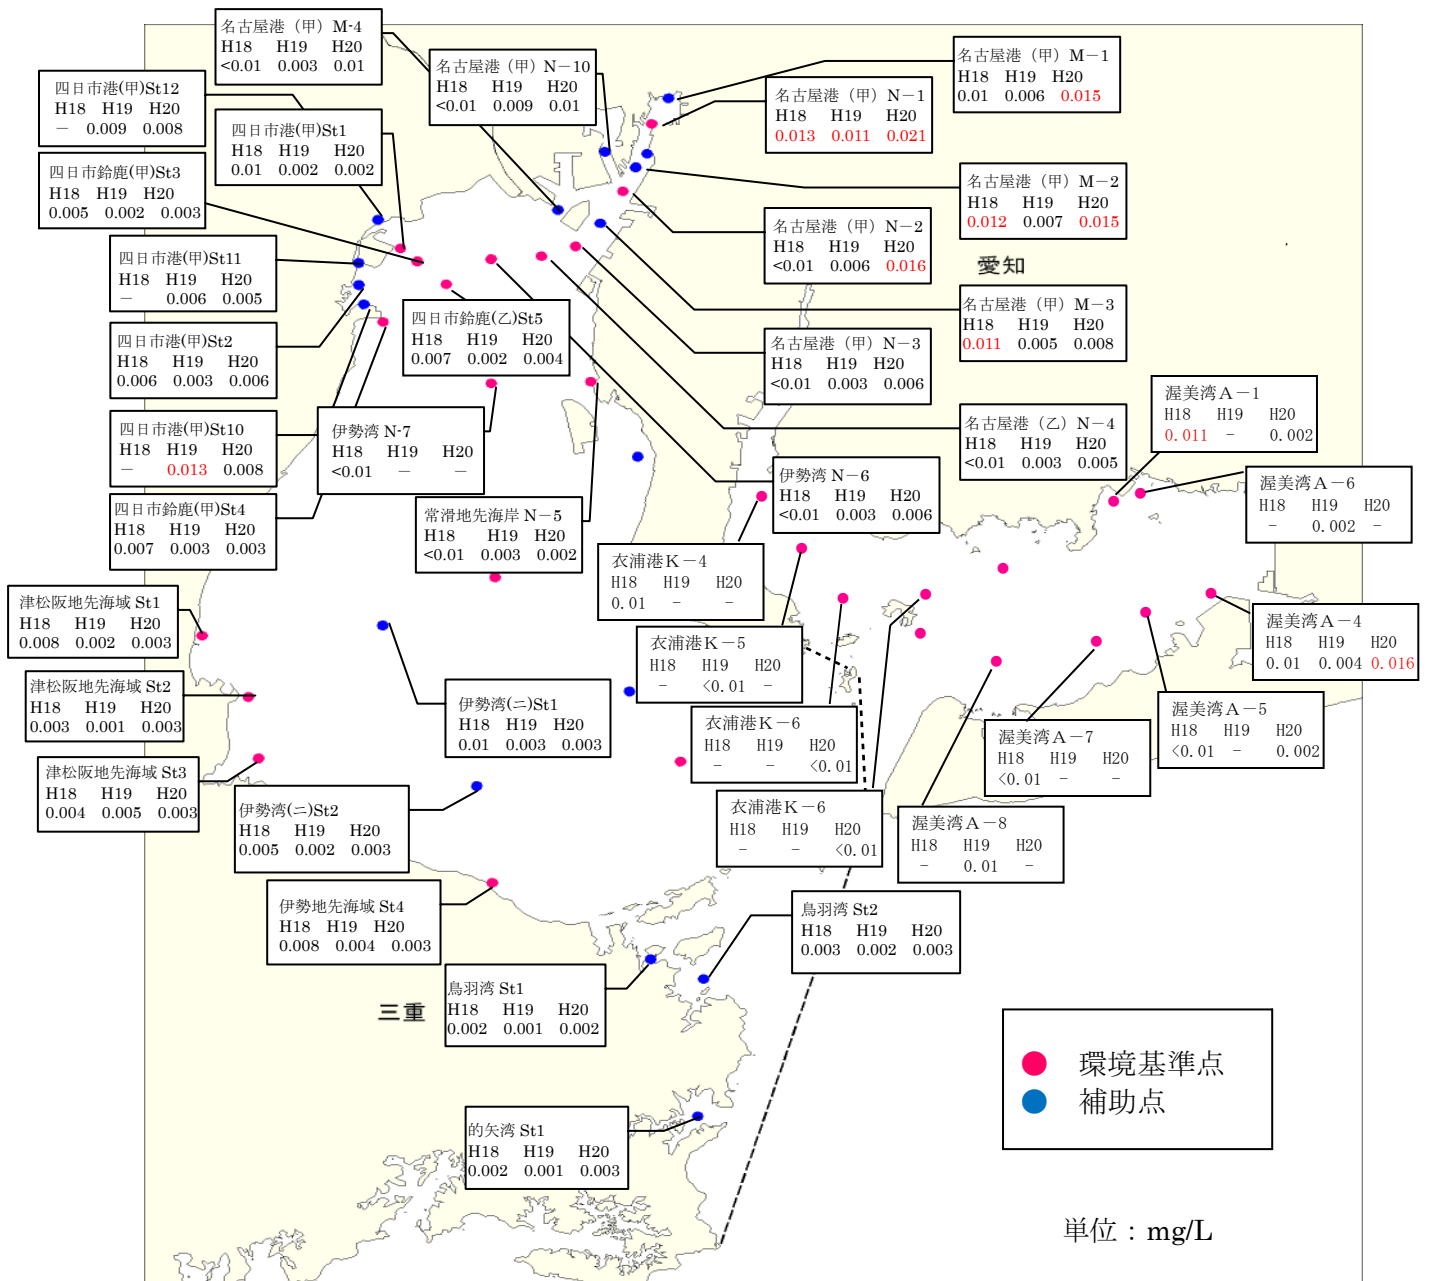 名古屋港（甲）M-4
H18 H19 H20
<0.01 0.003 0.01
名古屋港（甲）N－10
H18 H19 H20
<0.01 0.009 0.01
名古屋港（甲）M－1
H18 H19 H20
0.01 0.006 0.015
四日市港(甲)St12
H18 H19 H20
－ 0.009 0.008
名古屋港（甲）N－1
H18 H19 H20
0.013 0.011 0.021
四日市港(甲)St1
H18 H19 H20
0.01 0.002 0.002
四日市鈴鹿(甲)St3
H18 H19 H20
0.005 0.002 0.003
名古屋港（甲）M－2
H18 H19 H20
0.012 0.007 0.015
名古屋港（甲）N－2
H18 H19 H20
<0.01 0.006 0.016
愛知
四日市港(甲)St11
H18 H19 H20
－ 0.006 0.005
名古屋港（甲）M－3
H18 H19 H20
0.011 0.005 0.008
四日市鈴鹿(乙)St5
H18 H19 H20
0.007 0.002 0.004
四日市港(甲)St2
H18 H19 H20
0.006 0.003 0.006
名古屋港（甲）N－3
H18 H19 H20
<0.01 0.003 0.006
渥美湾A－1
H18 H19 H20
0.011 － 0.002
四日市港(甲)St10
H18 H19 H20
－ 0.013 0.008
伊勢湾 N-7
H18 H19 H20
<0.01 － －
名古屋港（乙）N－4
H18 H19 H20
<0.01 0.003 0.005
伊勢湾 N－6
H18 H19 H20
<0.01 0.003 0.006
渥美湾A－6
H18 H19 H20
－ 0.002 －
四日市鈴鹿(甲)St4
H18 H19 H20
0.007 0.003 0.003
常滑地先海岸 N－5
H18 H19 H20
<0.01 0.003 0.002
衣浦港K－4
H18 H19 H20
0.01 － －
津松阪地先海域 St1
H18 H19 H20
0.008 0.002 0.003
衣浦港K－5
H18 H19 H20
－ <0.01 －
渥美湾A－4
H18 H19 H20
0.01 0.004 0.016
津松阪地先海域 St2
H18 H19 H20
0.003 0.001 0.003
伊勢湾(ニ)St1
H18 H19 H20
0.01 0.003 0.003
衣浦港K－6
H18 H19 H20
－ － <0.01
渥美湾A－5
H18 H19 H20
<0.01 － 0.002
渥美湾A－7
H18 H19 H20
<0.01 － －
津松阪地先海域 St3
H18 H19 H20
0.004 0.005 0.003
伊勢湾(ニ)St2
H18 H19 H20
0.005 0.002 0.003
衣浦港K－6
H18 H19 H20
－ － <0.01
渥美湾A－8
H18 H19 H20
－ 0.01 －
伊勢地先海域 St4
H18 H19 H20
0.008 0.004 0.003
鳥羽湾 St2
H18 H19 H20
0.003 0.002 0.003
鳥羽湾 St1
H18 H19 H20
0.002 0.001 0.002
三重
環境基準点
補助点
的矢湾 St1
H18 H19 H20
0.002 0.001 0.003
単位：mg/L